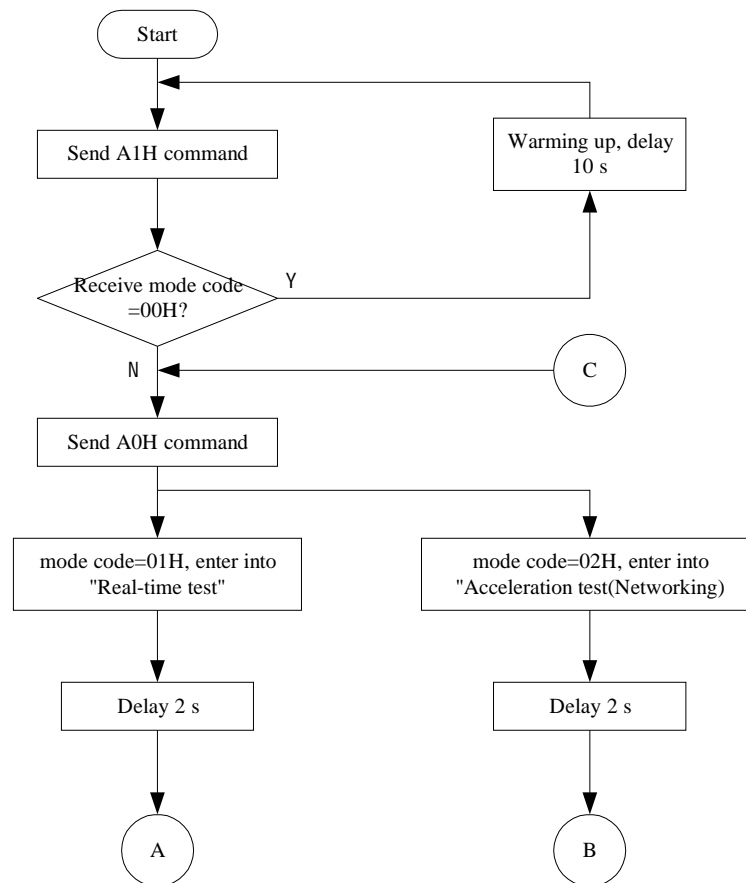 Start
Send A1H command
Warming up, delay
10 s
Receive mode code
=00H?
Y
N
C
Send A0H command
mode code=01H, enter into
"Real-time test"
mode code=02H, enter into
"Acceleration test(Networking)
Delay 2 s
Delay 2 s
A
B